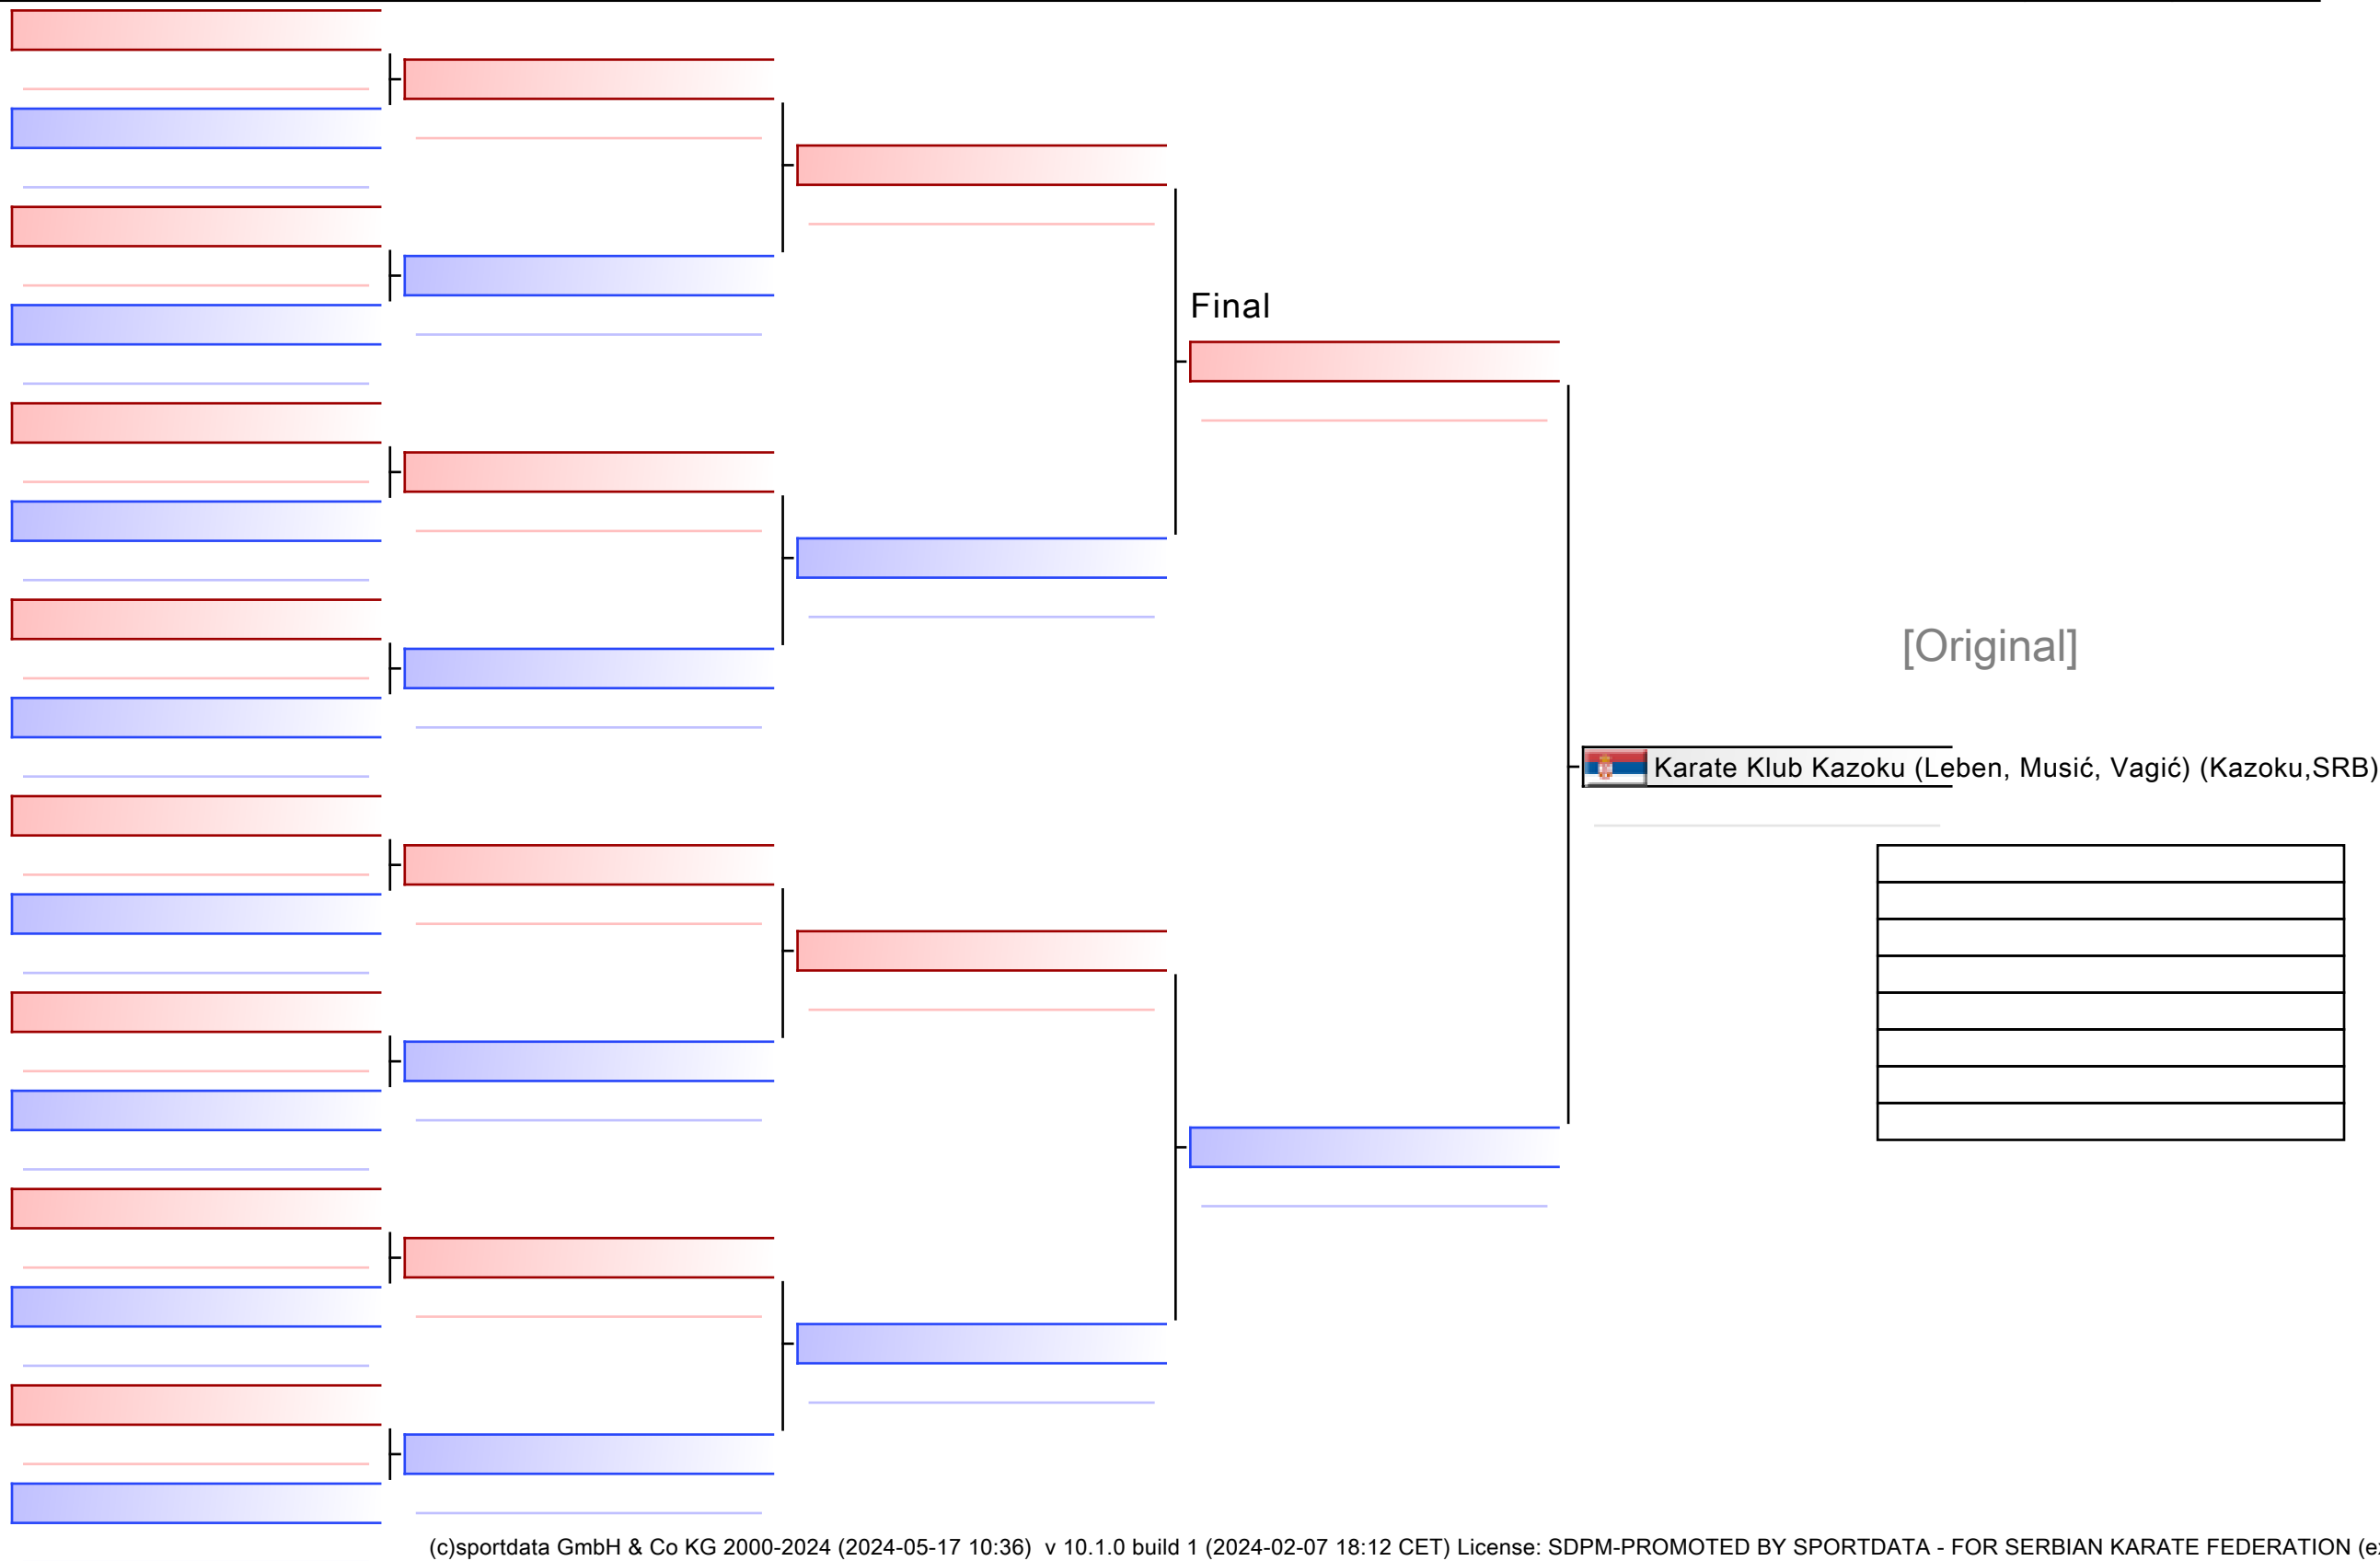 Final
[Original]
Karate Klub Kazoku (Leben, Musić, Vagić) (Kazoku,SRB)
(c)sportdata GmbH & Co KG 2000-2024 (2024-05-17 10:36) v 10.1.0 build 1 (2024-02-07 18:12 CET) License: SDPM-PROMOTED BY SPORTDATA - FOR SERBIAN KARATE FEDERATION (e